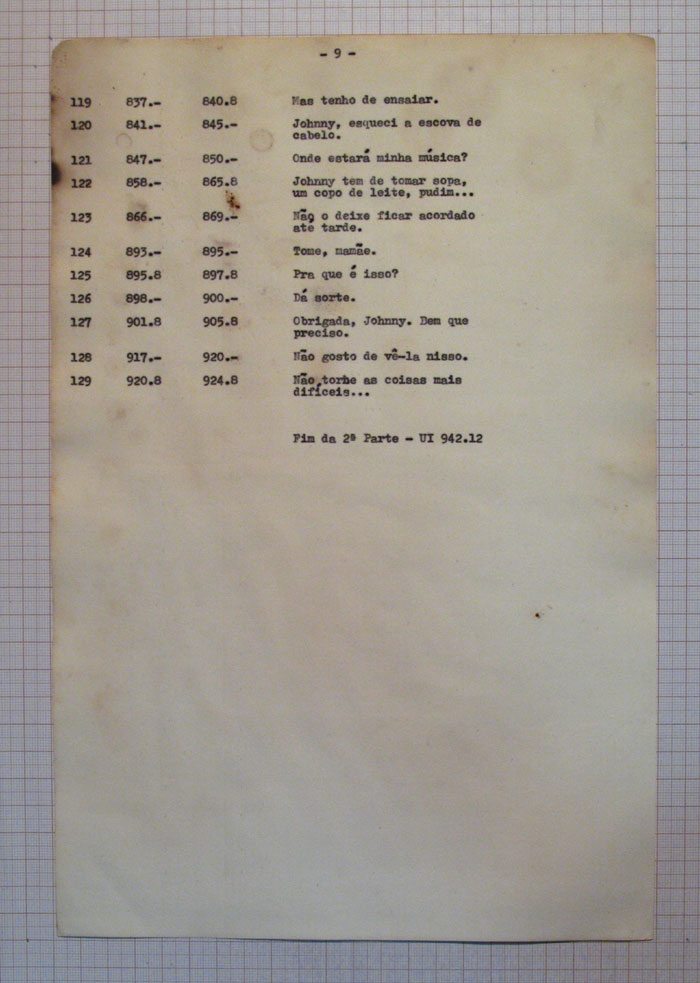 - 9 -
119 837.- 840.8 Mas tenho de ensaiar.
120 841.- 845.- Johnny, esqueci a escova de
cabelo.
121 847.- 850.- Onde estará minha música?
122 858.- 865.8 Johnny tem de tomar sopa,
um copo de leite, pudim...
123 866.- 869.- Não o deixe ficar acordado
até tarde.
124 893.- 895.- Tome, mamãe.
125 895.8 897.8 Pra que é isso?
126 898.- 900.- Dá sorte.
127 901.8 905.8 Obrigada, Johnny. Bem que
preciso.
128 917.- 920.- Não gosto de vê-la nisso.
129 920.8 924.8 Não torne as coisas mais
difíceis...
Fim da 2ª Parte - UI 942.12